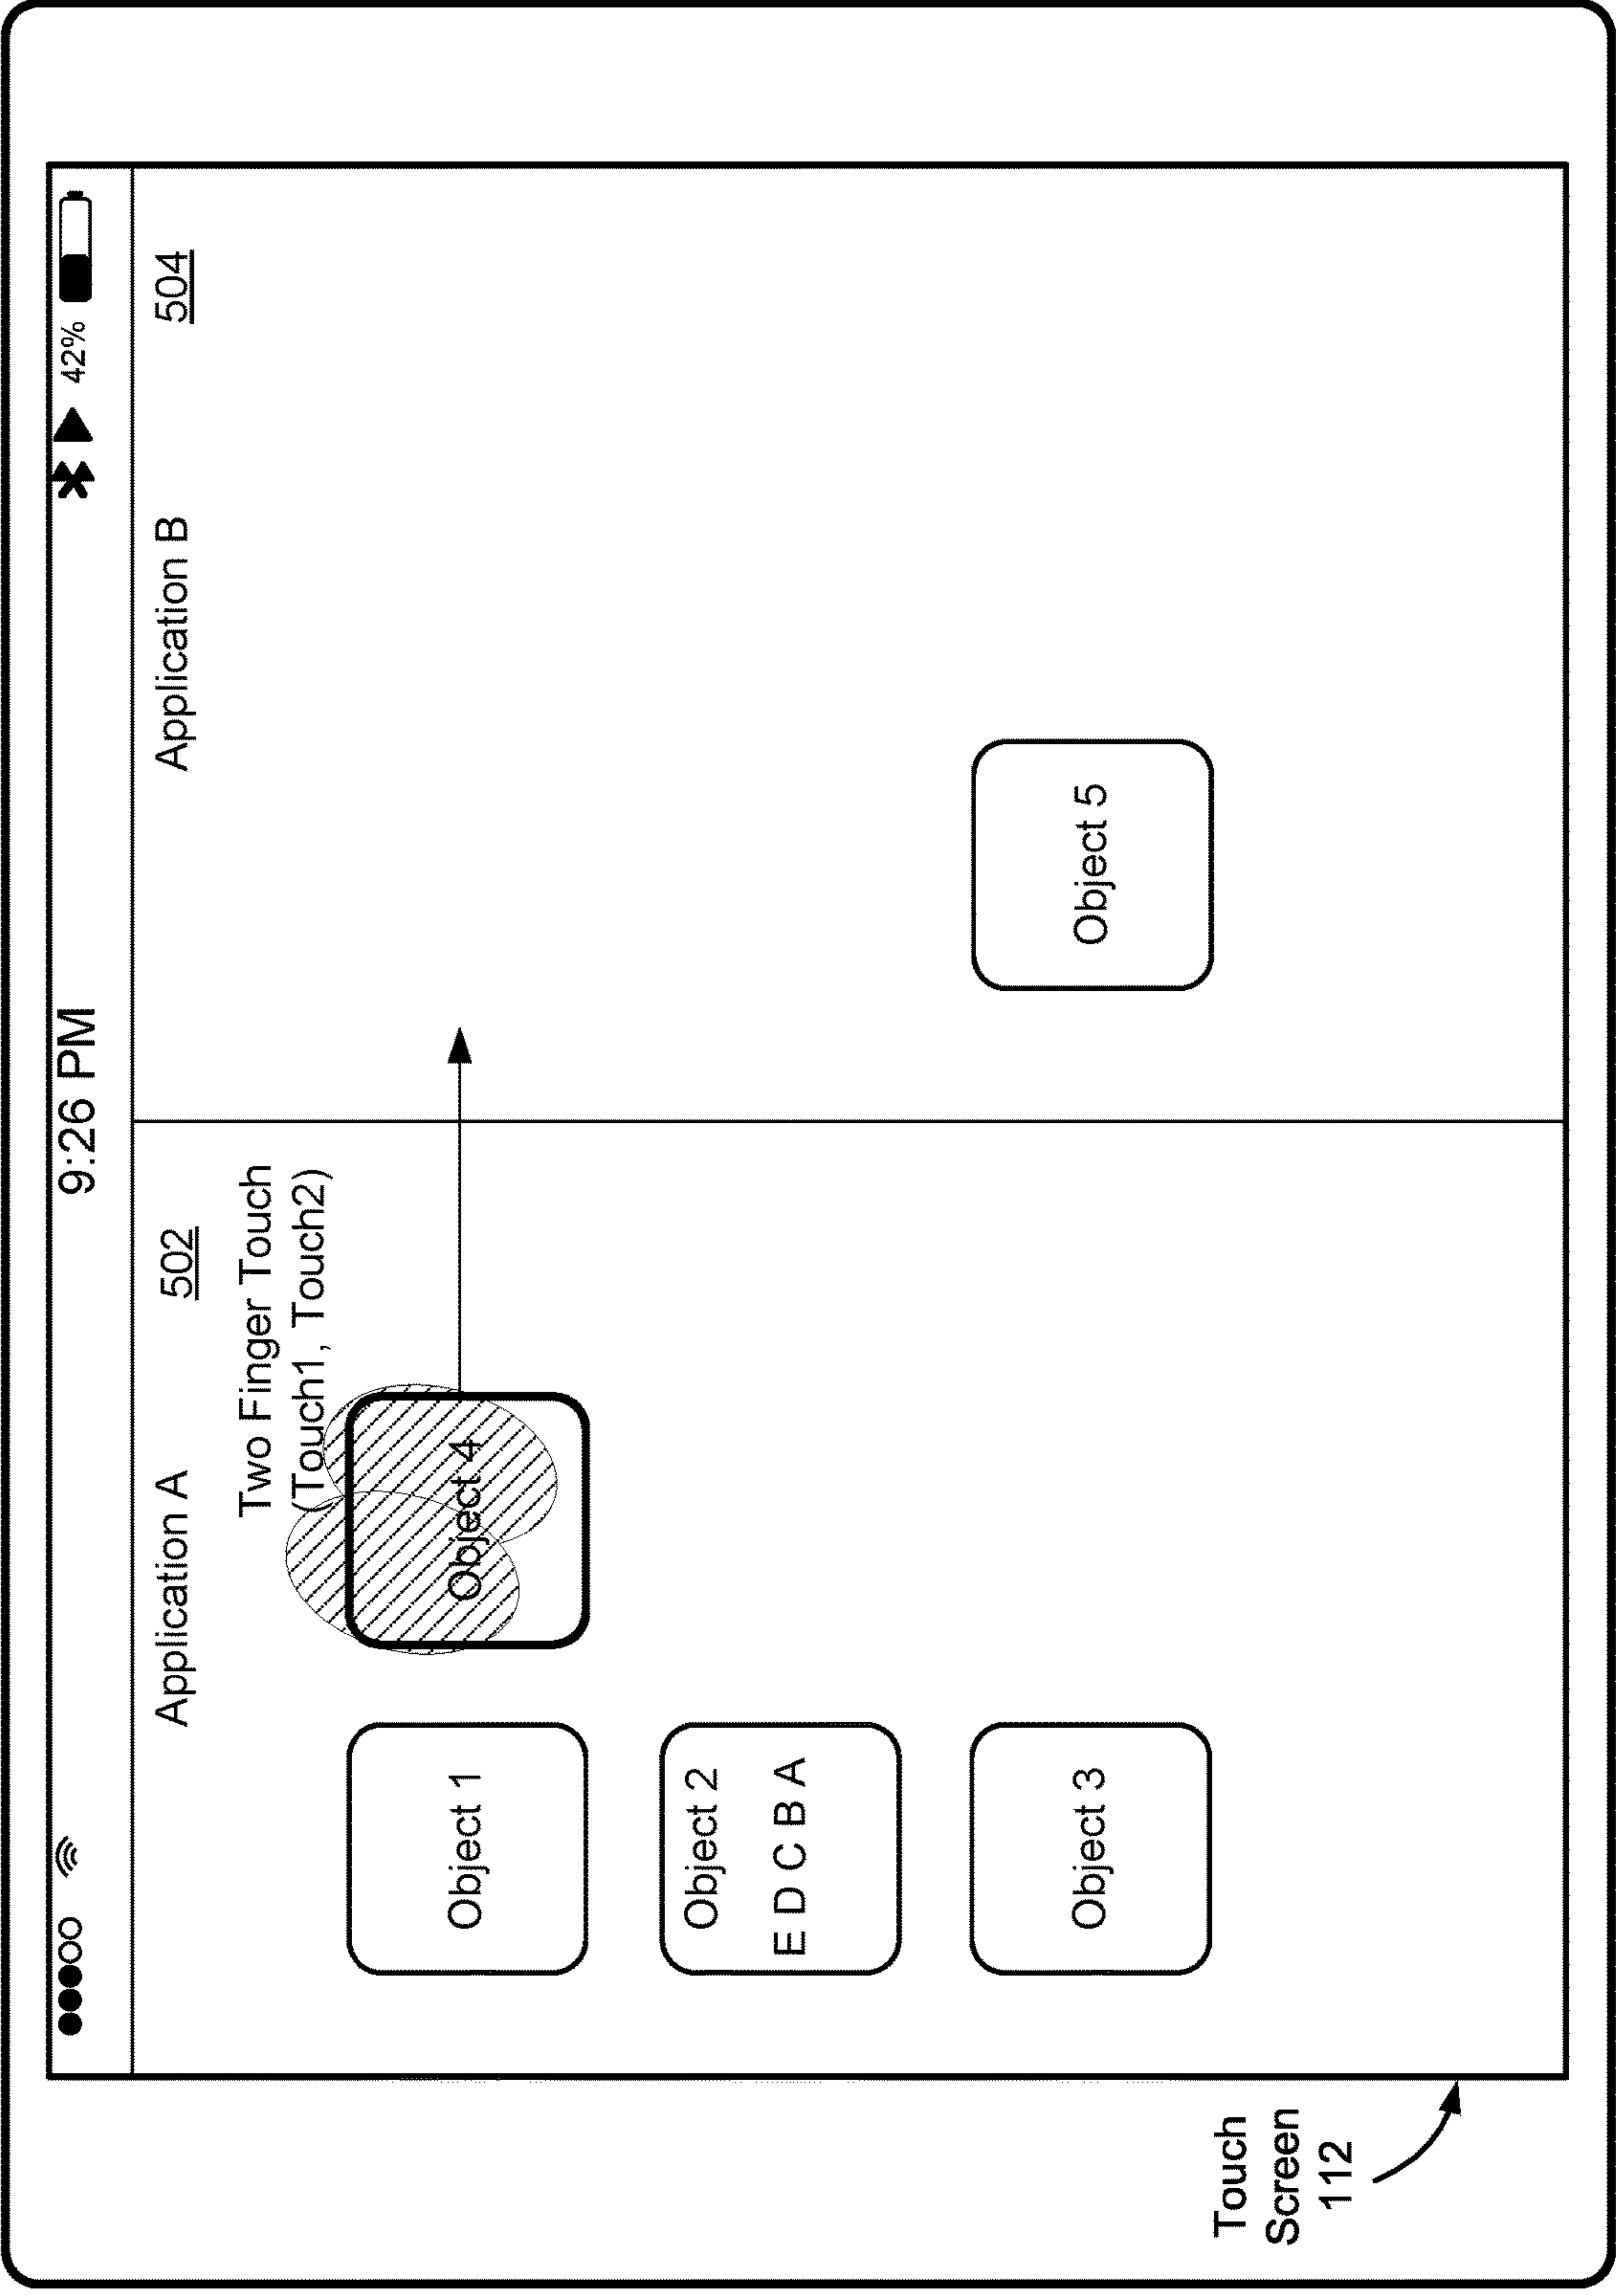 9:26 PM
42%
Application A
502
Application B
504
Two Finger Touch
(Touch1, Touch2)
Object 1
Object 4
Object 2
E D C B A
Object 3
Object 5
Touch
Screen
112